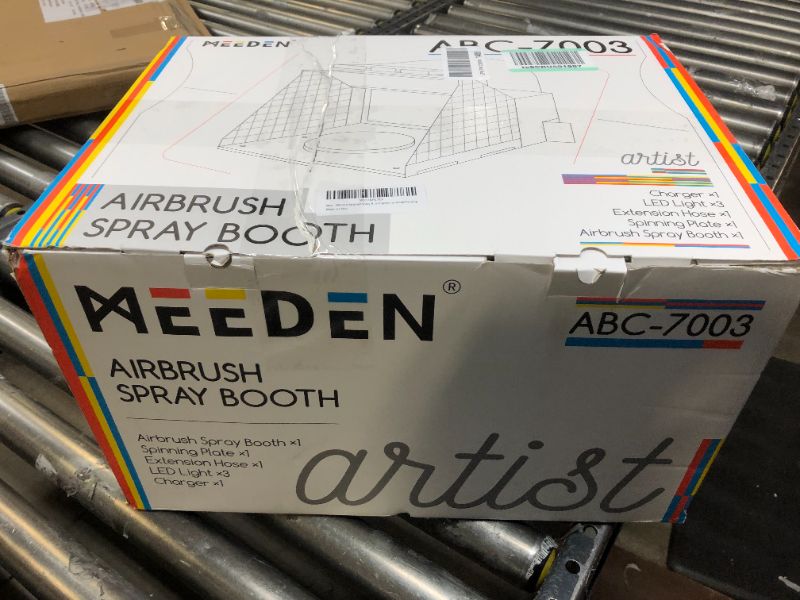 MEEDEN
ABC-7003
artist
Charger ×1
LED Light ×3
Extension Hose ×1
Spinning Plate ×1
Airbrush Spray Booth ×1
AIRBRUSH
SPRAY BOOTH
MEEDEN®
ABC-7003
AIRBRUSH
SPRAY BOOTH
Airbrush Spray Booth ×1
Spinning Plate ×1
Extension Hose ×1
LED Light ×3
Charger ×1
artist